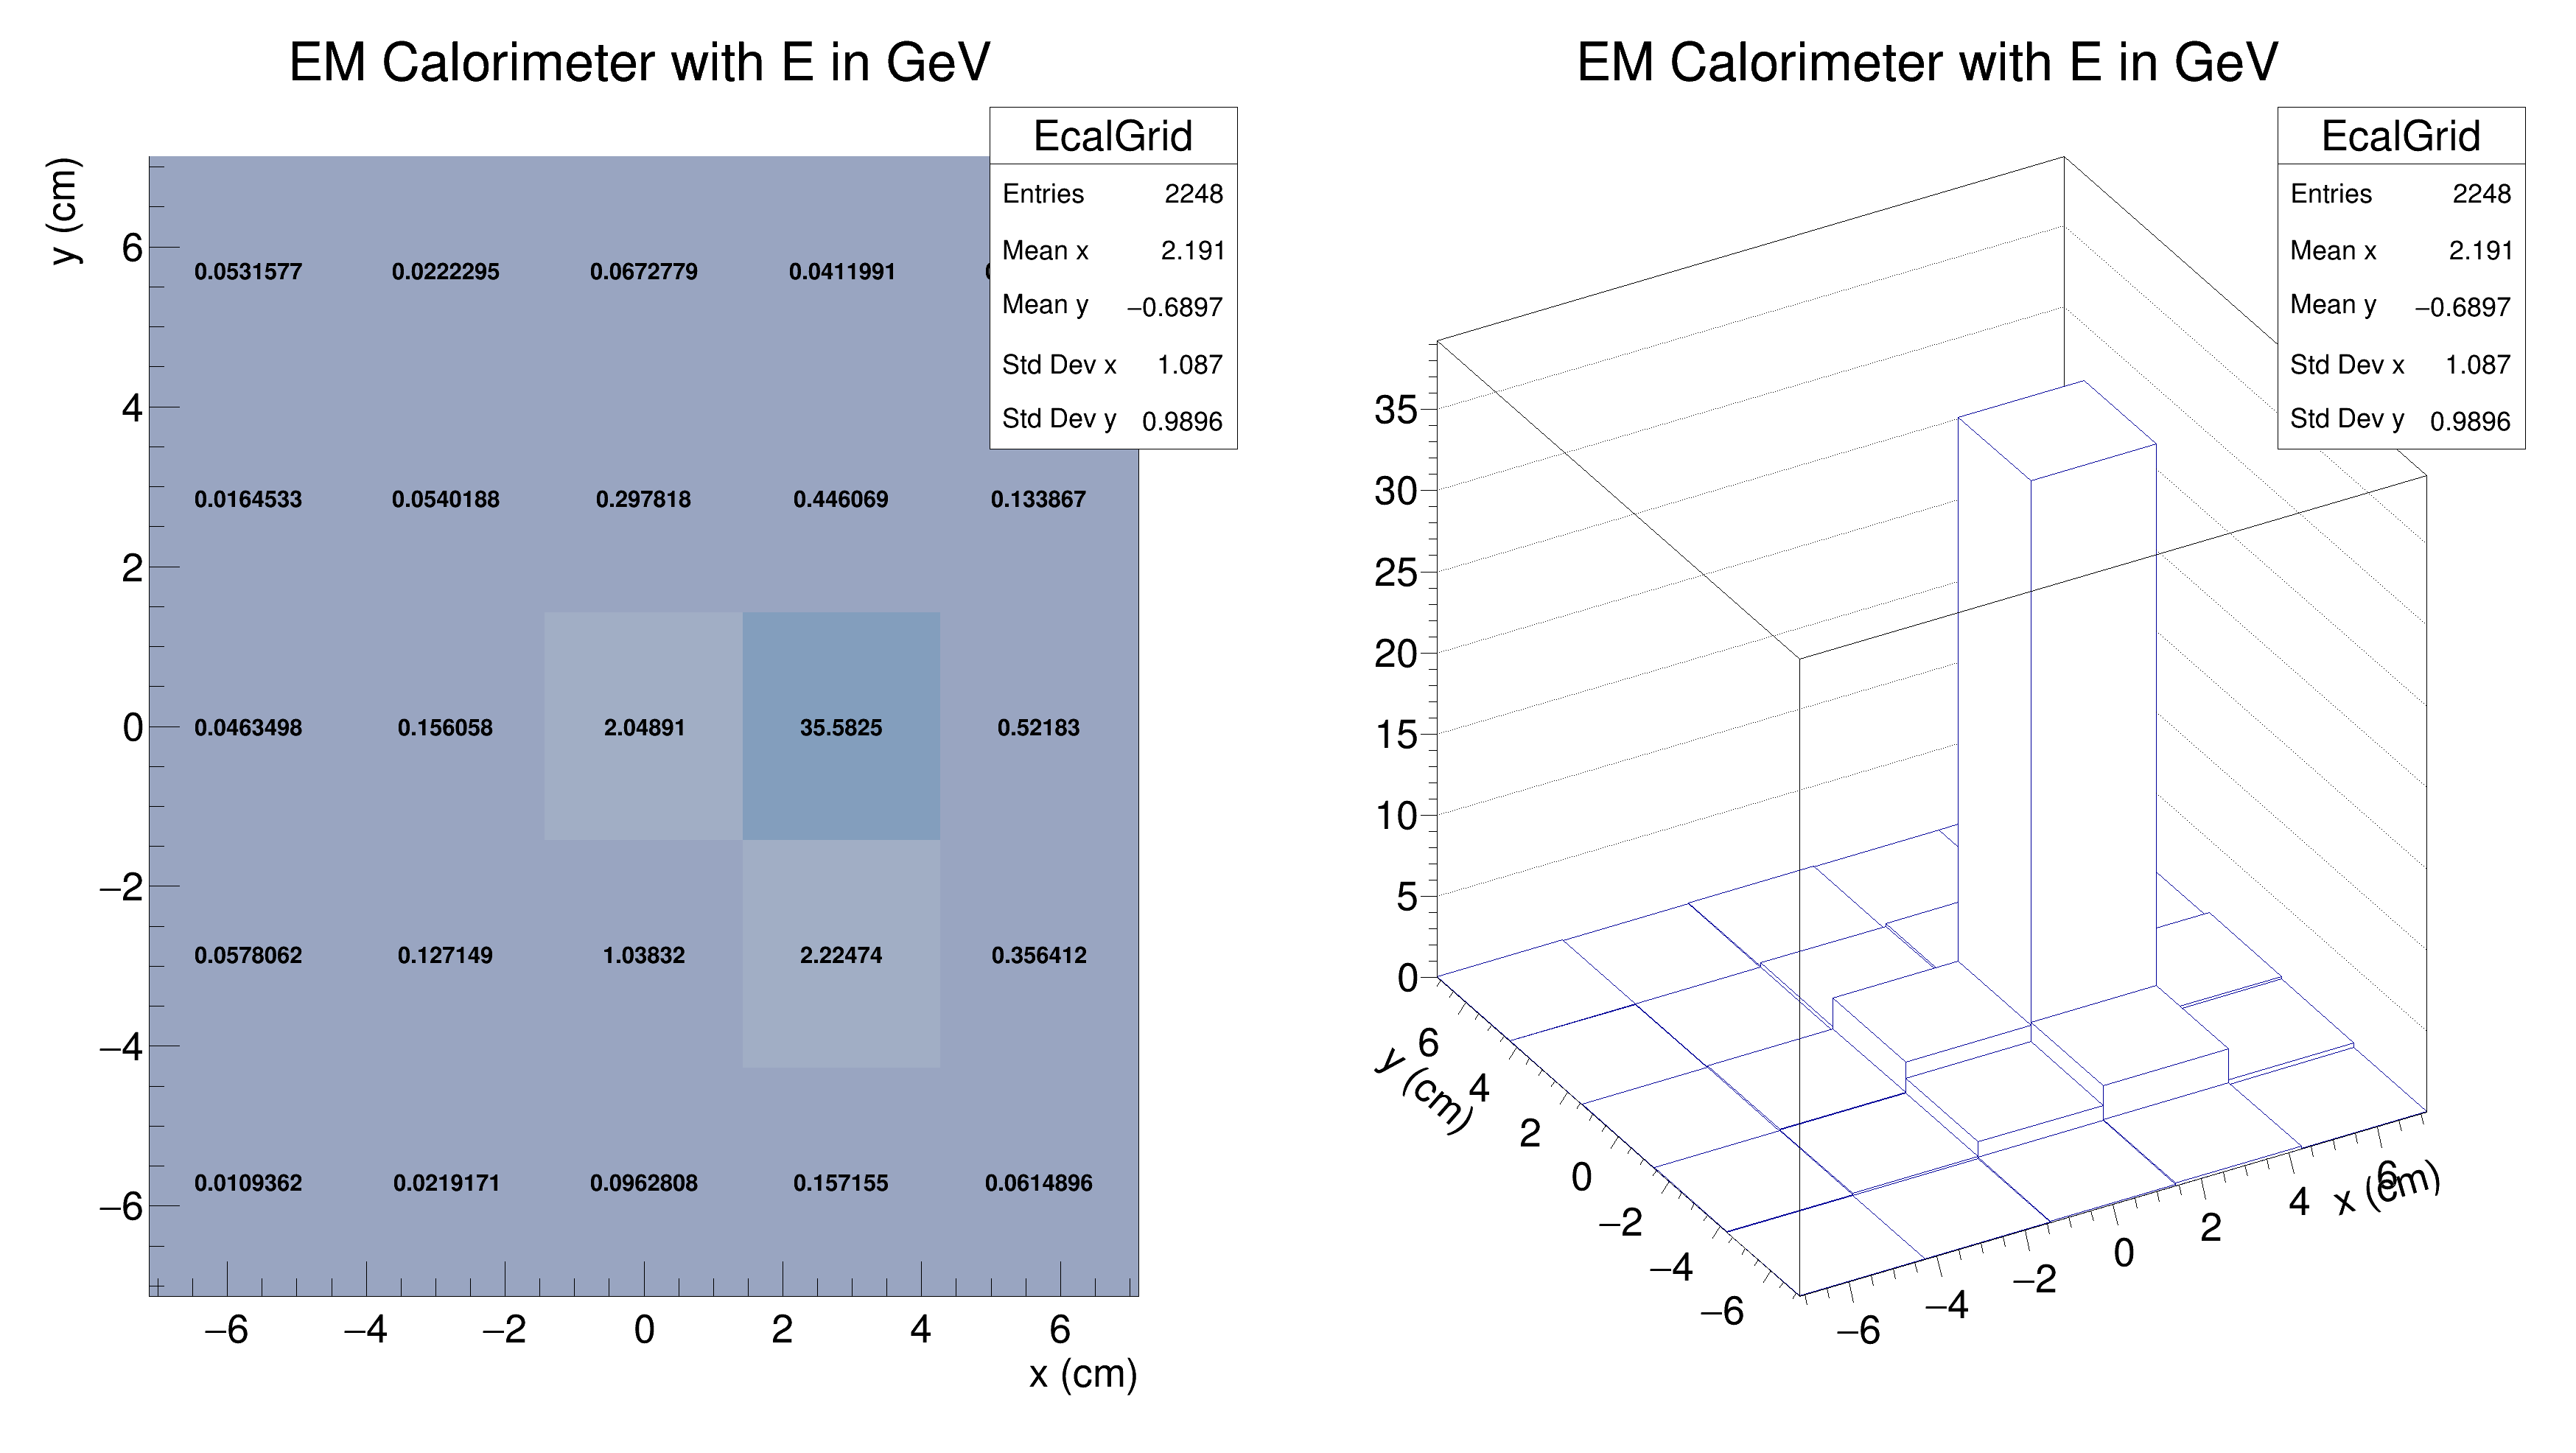 EM Calorimeter with E in GeV
EcalGrid
Entries 2248
Mean x 2.191
Mean y −0.6897
Std Dev x 1.087
Std Dev y 0.9896
y (cm)
6
4
2
0
−2
−4
−6
0.0531577 0.0222295 0.0672779 0.0411991
0.0164533 0.0540188 0.297818 0.446069 0.133867
0.0463498 0.156058 2.04891 35.5825 0.52183
0.0578062 0.127149 1.03832 2.22474 0.356412
0.0109362 0.0219171 0.0962808 0.157155 0.0614896
−6 −4 −2 0 2 4 6
x (cm)
EM Calorimeter with E in GeV
EcalGrid
Entries 2248
Mean x 2.191
Mean y −0.6897
Std Dev x 1.087
Std Dev y 0.9896
35
30
25
20
15
10
5
0
6
4
2
0
−2
−4
−6
y (cm)
−6 −4 −2 0 2 4 6
x (cm)